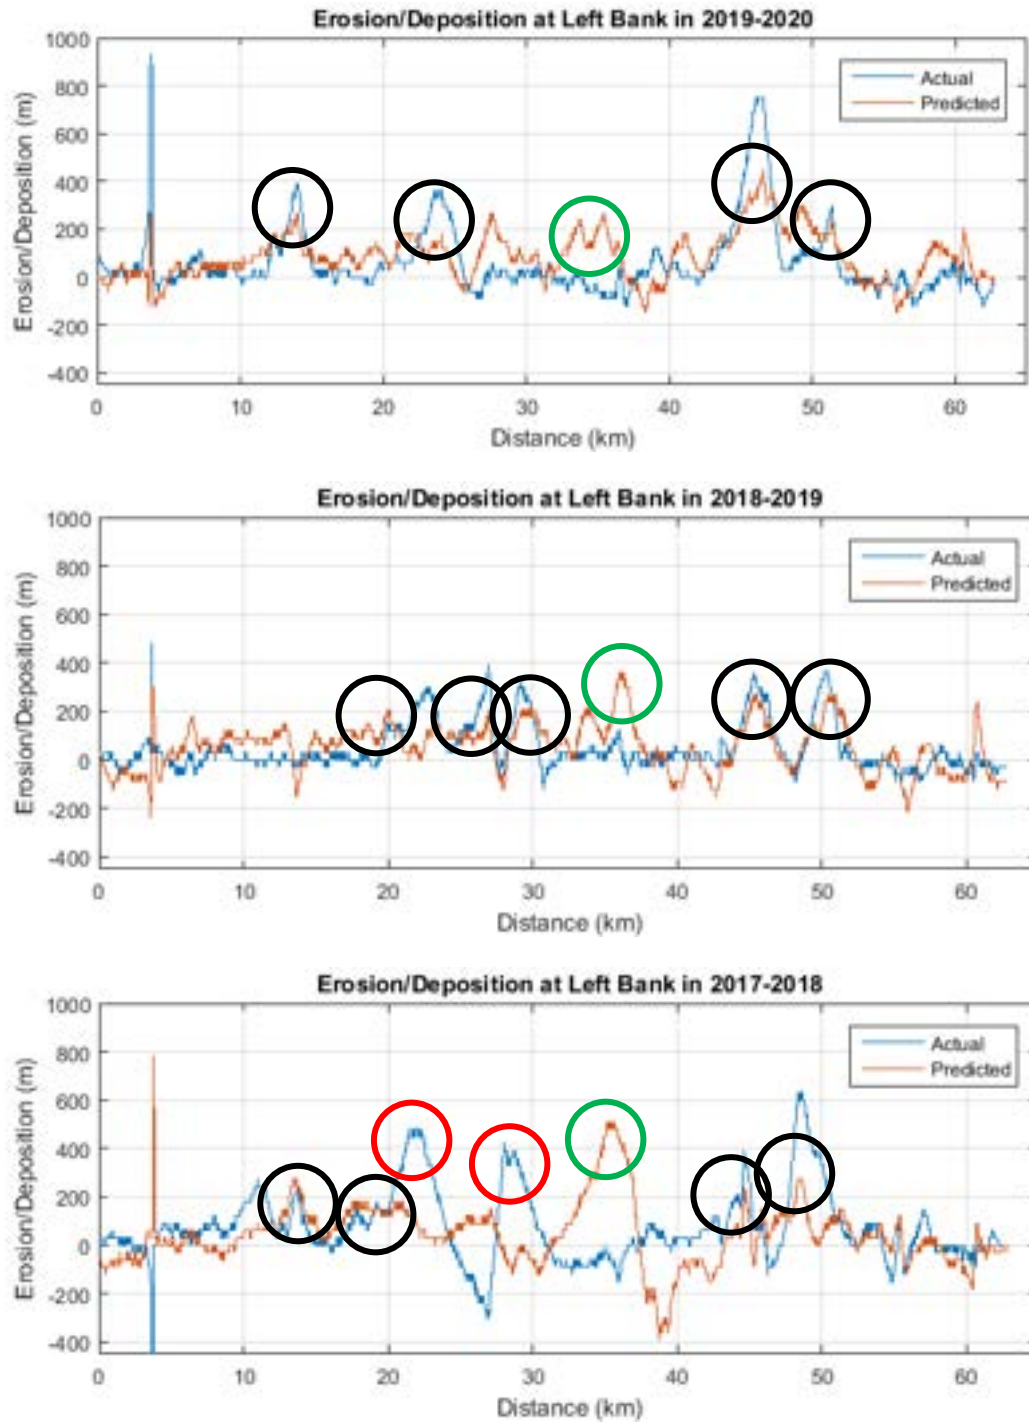 Erosion/Deposition at Left Bank in 2019-2020
1000
800
600
400
200
0
-200
-400
Erosion/Deposition (m)
Actual
Predicted
0 10 20 30 40 50 60
Distance (km)
Erosion/Deposition at Left Bank in 2018-2019
1000
800
600
400
200
0
-200
-400
Erosion/Deposition (m)
Actual
Predicted
0 10 20 30 40 50 60
Distance (km)
Erosion/Deposition at Left Bank in 2017-2018
1000
800
600
400
200
0
-200
-400
Erosion/Deposition (m)
Actual
Predicted
0 10 20 30 40 50 60
Distance (km)